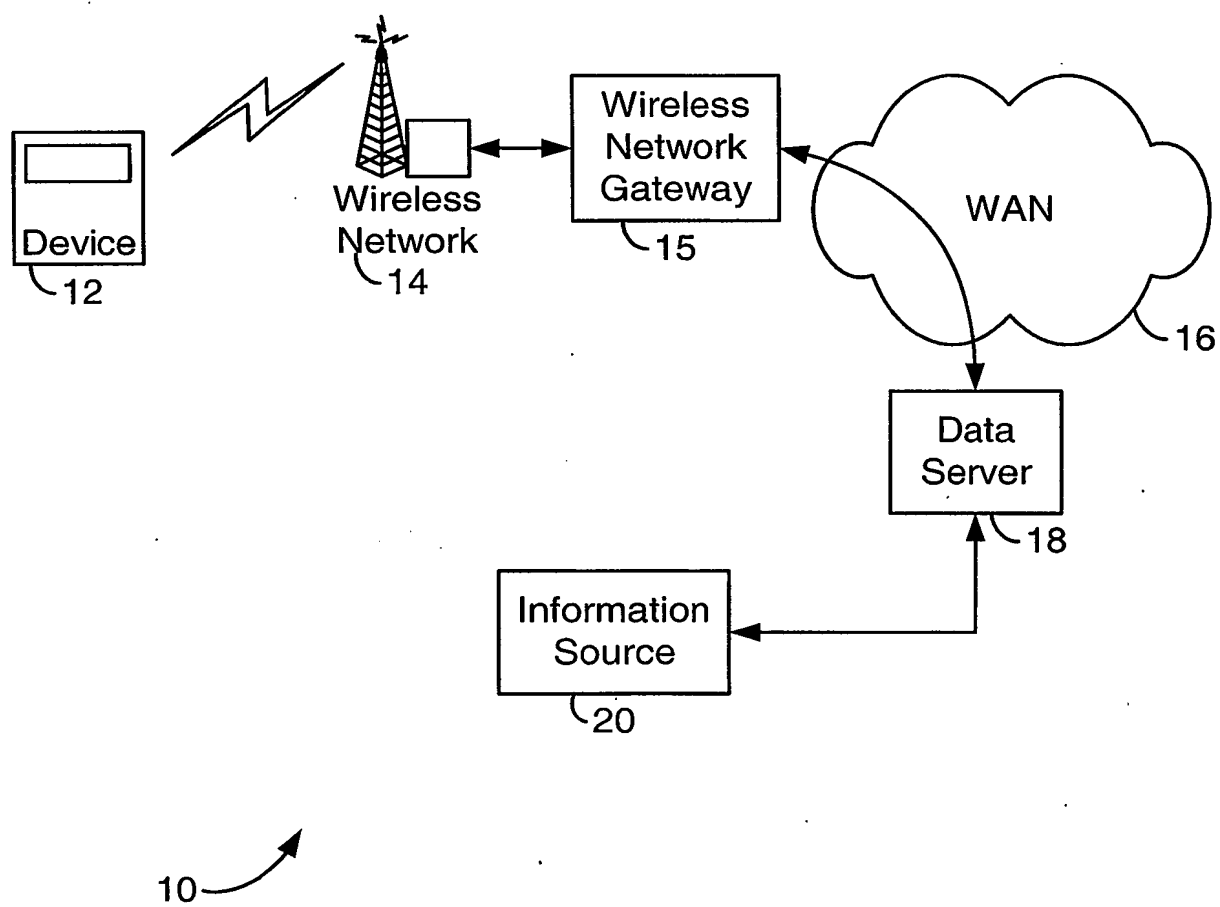 Device
12
Wireless
Network
14
Wireless
Network
Gateway
15
WAN
16
Data
Server
18
Information
Source
20
10